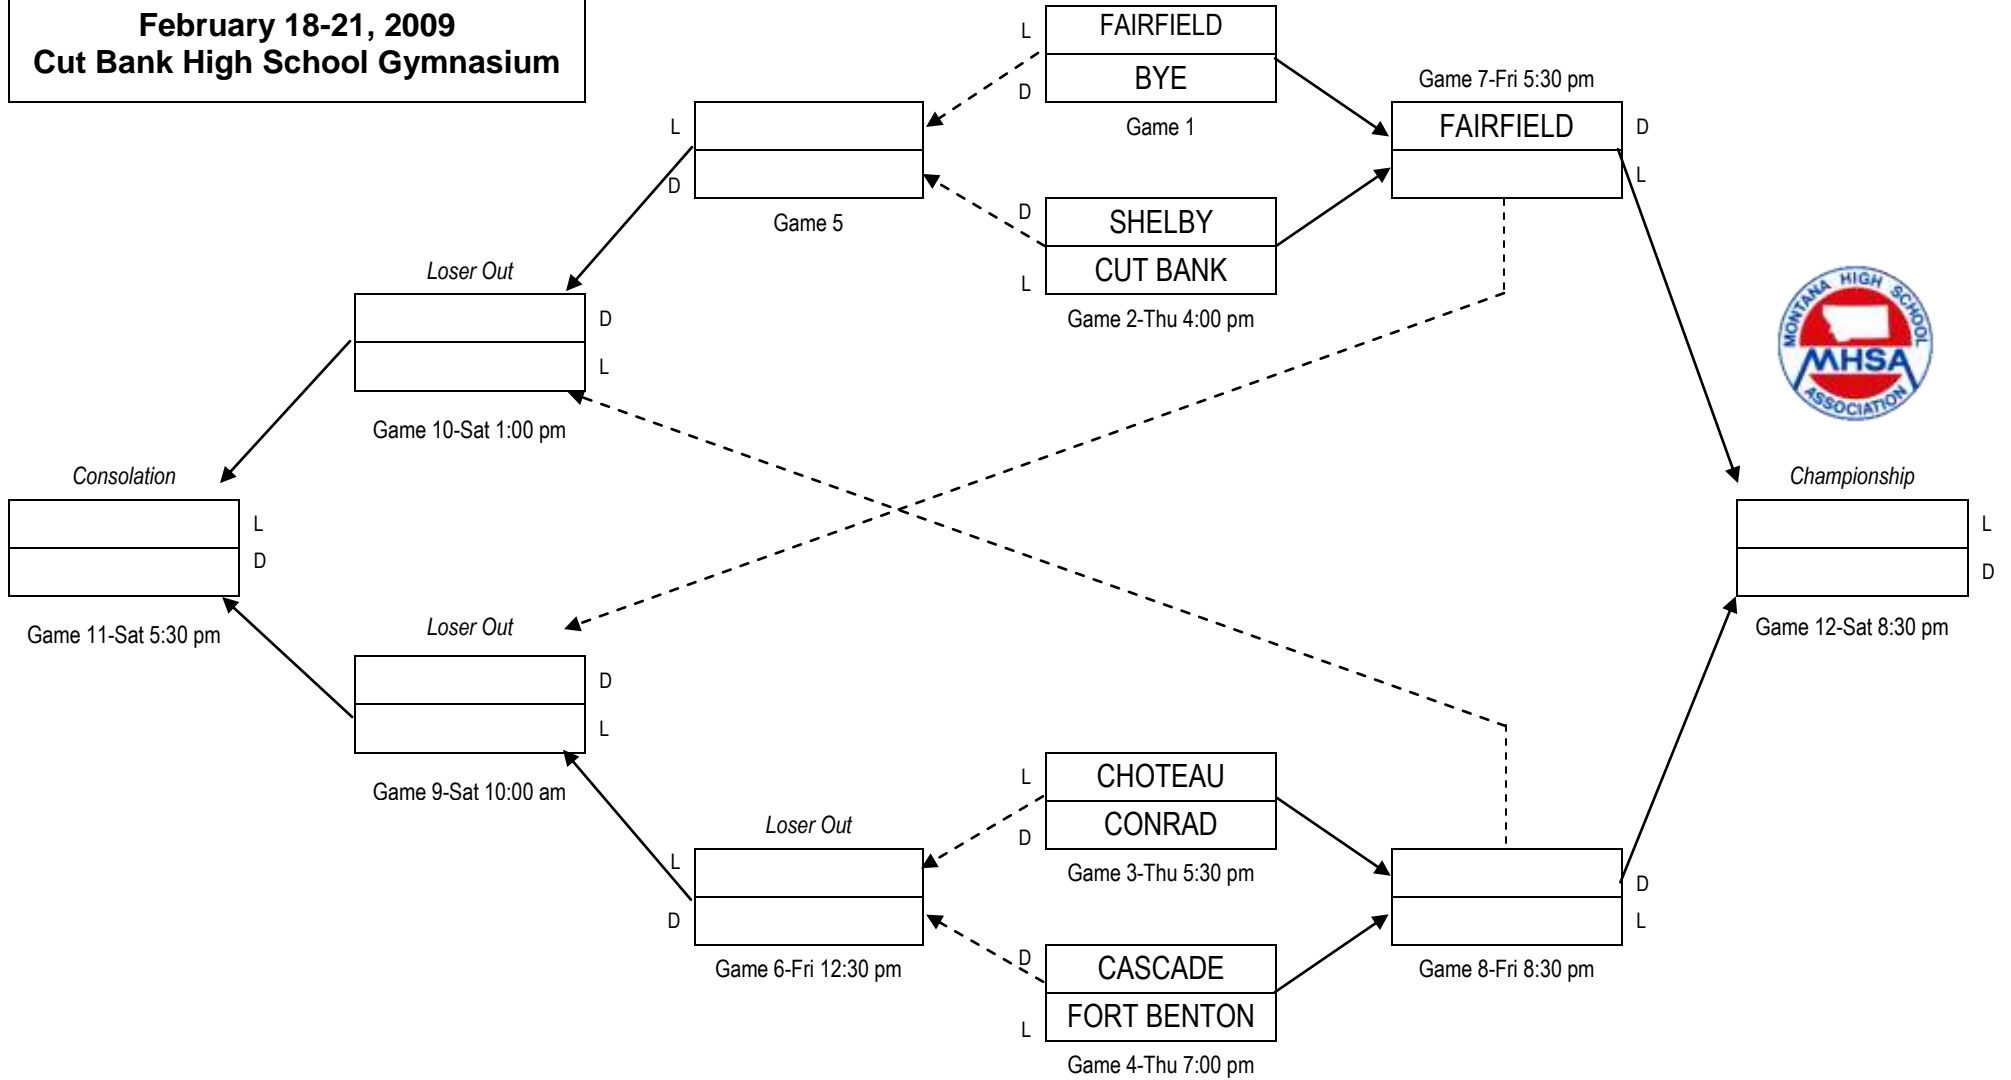 February 18-21, 2009
Cut Bank High School Gymnasium
L
FAIRFIELD
D
BYE
Game 1
Game 7-Fri 5:30 pm
FAIRFIELD
D
L
L
D
Game 5
D
SHELBY
L
CUT BANK
Game 2-Thu 4:00 pm
Loser Out
D
L
Game 10-Sat 1:00 pm
MONTANA HIGH SCHOOL
MHSA
ASSOCIATION
Consolation
L
D
Game 11-Sat 5:30 pm
Championship
L
D
Game 12-Sat 8:30 pm
Loser Out
D
L
Game 9-Sat 10:00 am
Loser Out
L
D
Game 6-Fri 12:30 pm
L
CHOTEAU
D
CONRAD
Game 3-Thu 5:30 pm
D
CASCADE
L
FORT BENTON
Game 4-Thu 7:00 pm
D
L
Game 8-Fri 8:30 pm